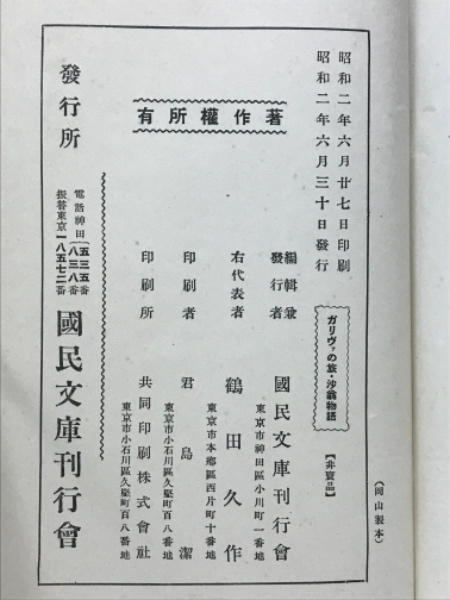 昭和二年六月廿七日印刷
昭和二年六月三十日發行
ガリヴァの旅・沙翁物語
【非賣品】
(岡山製本)
著作權所有
編輯兼發行者
國民文庫刊行會
東京市神田區小川町一番地
右代表者
鶴田久作
東京市本郷區西片町十番地
印刷者
君島潔
東京市小石川區久堅町百八番地
印刷所
共同印刷株式會社
東京市小石川區久堅町百八番地
發行所
電話神田(五三五番
八三八番
振替東京一八五七二番
國民文庫刊行會